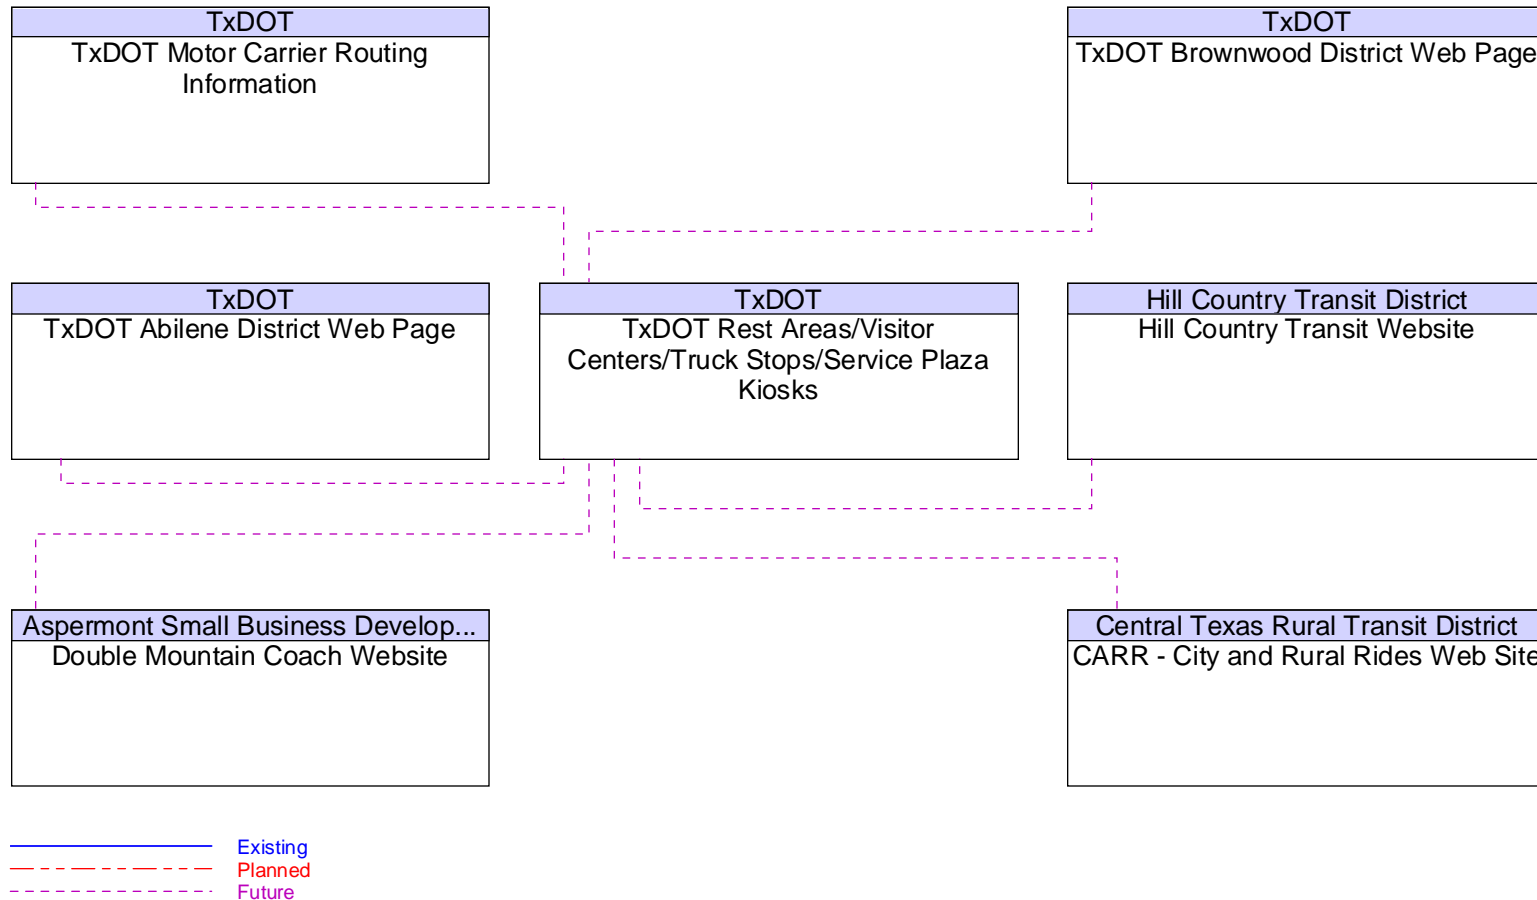 TxDOT
TxDOT Motor Carrier Routing
Information
TxDOT
TxDOT Brownwood District Web Page
TxDOT
TxDOT Abilene District Web Page
TxDOT
TxDOT Rest Areas/Visitor
Centers/Truck Stops/Service Plaza
Kiosks
Hill Country Transit District
Hill Country Transit Website
Aspermont Small Business Develop...
Double Mountain Coach Website
Central Texas Rural Transit District
CARR - City and Rural Rides Web Site
Existing
Planned
Future